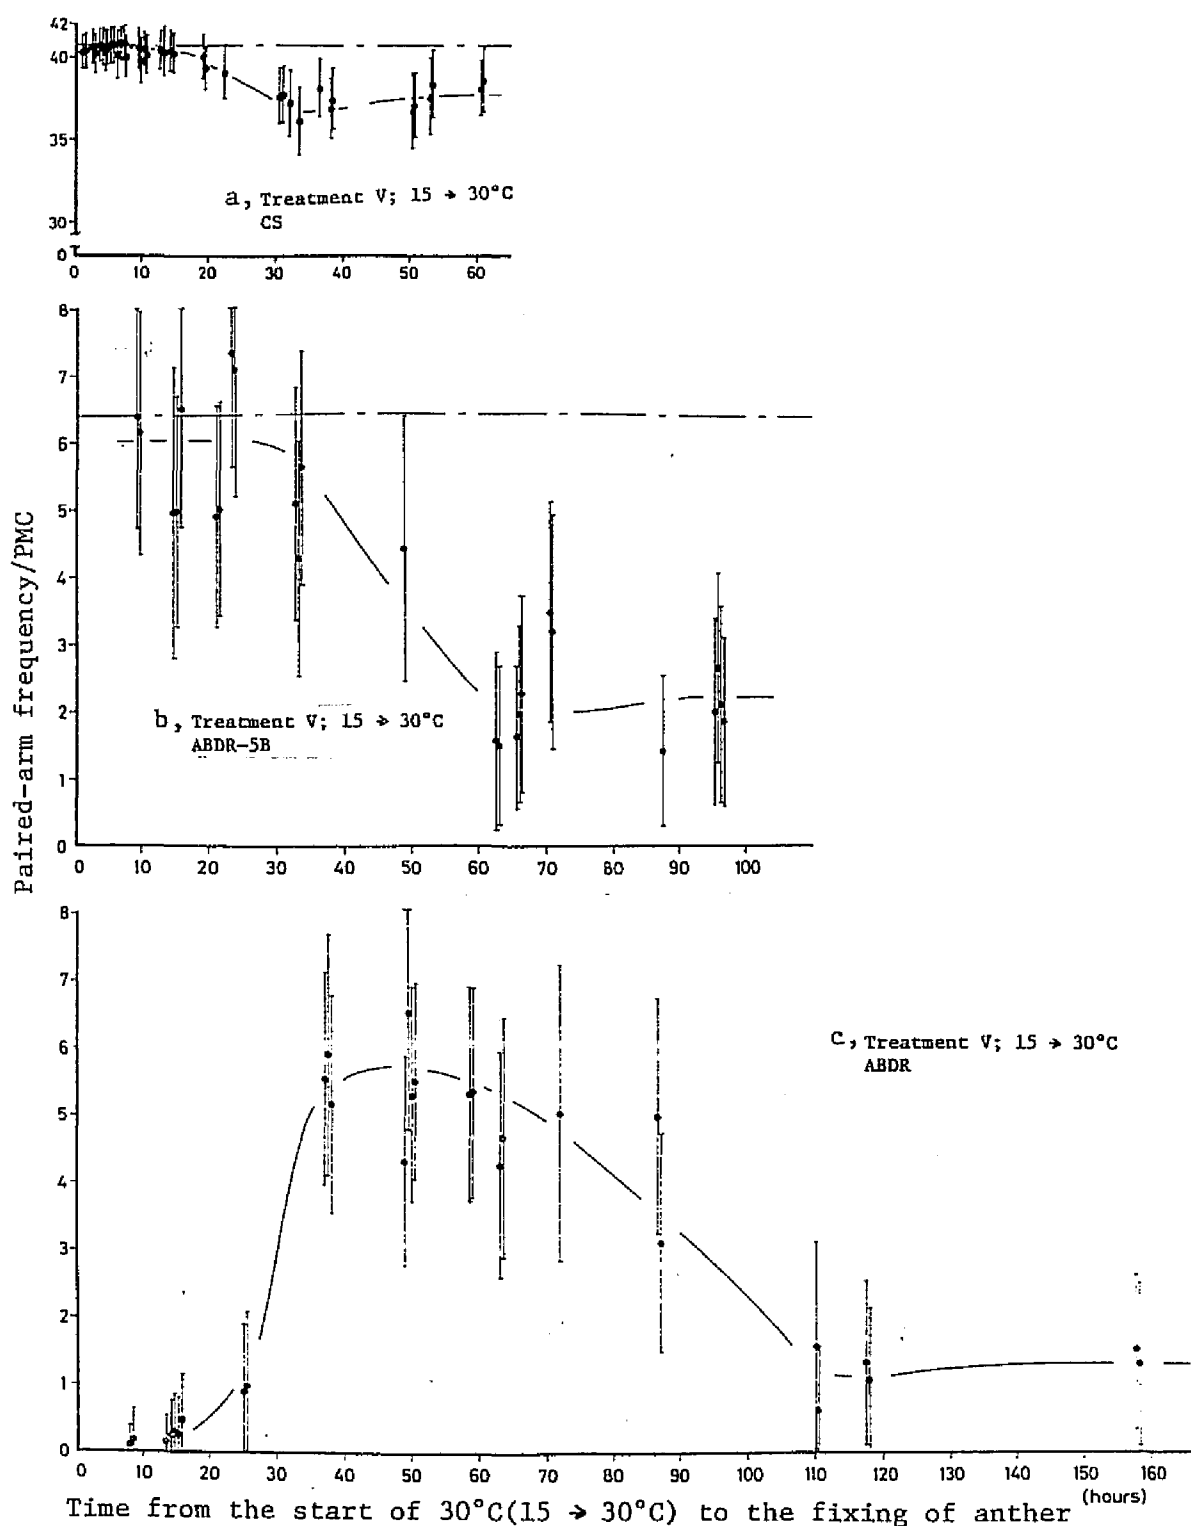 42
40
35
30
0
0 10 20 30 40 50 60
a, Treatment V; 15 → 30°C
CS
8
7
6
5
4
3
2
1
0
0 10 20 30 40 50 60 70 80 90 100
b, Treatment V; 15 → 30°C
ABDR-5B
Paired-arm frequency/PMC
8
7
6
5
4
3
2
1
0
0 10 20 30 40 50 60 70 80 90 100 110 120 130 140 150 160
c, Treatment V; 15 → 30°C
ABDR
(hours)
Time from the start of 30°C(15 → 30°C) to the fixing of anther